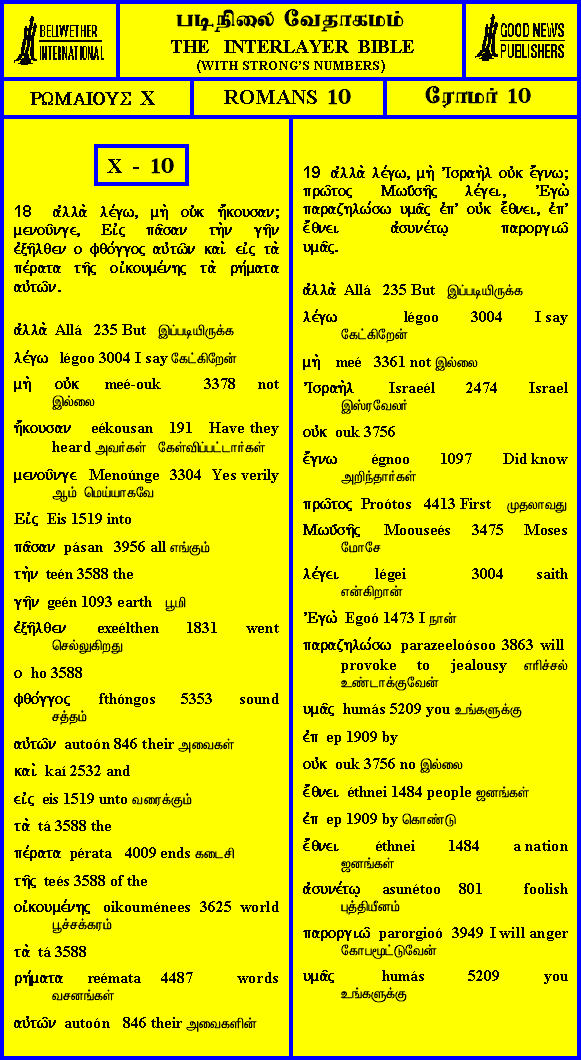 BELLWETHER
INTERNATIONAL
படிநிலை வேதாகமம்
THE INTERLAYER BIBLE
(WITH STRONG'S NUMBERS)
GOOD NEWS
PUBLISHERS
ΡΩΜΑΙΟΥΣ X
ROMANS 10
ரோமர் 10
X - 10
18 ἀλλὰ λέγω, μὴ οὐκ ἤκουσαν;
μενοῦνγε, Εἰς πᾶσαν τὴν γῆν
ἐξῆλθεν ο φθόγγος αὐτῶν καὶ εἰς τὰ
πέρατα τῆς οἰκουμένης τὰ ρήματα
αὐτῶν.
ἀλλὰ Allá 235 But இப்படியிருக்க
λέγω légoo 3004 I say கேட்கிறேன்
μὴ οὐκ meé-ouk 3378 not
இல்லை
ἤκουσαν eékousan 191 Have they
heard அவர்கள் கேள்விப்பட்டார்கள்
μενοῦνγε Menoúnge 3304 Yes verily
ஆம் மெய்யாகவே
Εἰς Eis 1519 into
πᾶσαν pásan 3956 all எங்கும்
τὴν teén 3588 the
γῆν geén 1093 earth பூமி
ἐξῆλθεν exeélthen 1831 went
செல்லுகிறது
ο ho 3588
φθόγγος fthóngos 5353 sound
சத்தம்
αὐτῶν autoón 846 their அவைகள்
καὶ kaí 2532 and
εἰς eis 1519 unto வரைக்கும்
τὰ tá 3588 the
πέρατα pérata 4009 ends கடைசி
τῆς teés 3588 of the
οἰκουμένης oikouménees 3625 world
பூச்சக்கரம்
τὰ tá 3588
ρήματα reémata 4487 words
வசனங்கள்
αὐτῶν autoón 846 their அவைகளின்
19 ἀλλὰ λέγω, μὴ Ἰσραὴλ οὐκ ἔγνω;
πρῶτος Μωΰσῆς λέγει, Ἐγὼ
παραζηλώσω υμᾶς ἐπ' οὐκ ἔθνει, ἐπ'
ἔθνει ἀσυνέτῳ παροργιῶ
υμᾶς.
ἀλλὰ Allá 235 But இப்படியிருக்க
λέγω légoo 3004 I say
கேட்கிறேன்
μὴ meé 3361 not இல்லை
Ἰσραὴλ Israeél 2474 Israel
இஸ்ரவேலர்
οὐκ ouk 3756
ἔγνω égnoo 1097 Did know
அறிந்தார்கள்
πρῶτος Proótos 4413 First முதலாவது
Μωΰσῆς Moouseés 3475 Moses
மோசே
λέγει légei 3004 saith
என்கிறான்
Ἐγὼ Egoó 1473 I நான்
παραζηλώσω parazeeloósoo 3863 will
provoke to jealousy எரிச்சல்
உண்டாக்குவேன்
υμᾶς humás 5209 you உங்களுக்கு
ἐπ ep 1909 by
οὐκ ouk 3756 no இல்லை
ἔθνει éthnei 1484 people ஜனங்கள்
ἐπ ep 1909 by கொண்டு
ἔθνει éthnei 1484 a nation
ஜனங்கள்
ἀσυνέτῳ asunétoo 801 foolish
புத்தியீனம்
παροργιῶ parorgioó 3949 I will anger
கோபமூட்டுவேன்
υμᾶς humás 5209 you
உங்களுக்கு